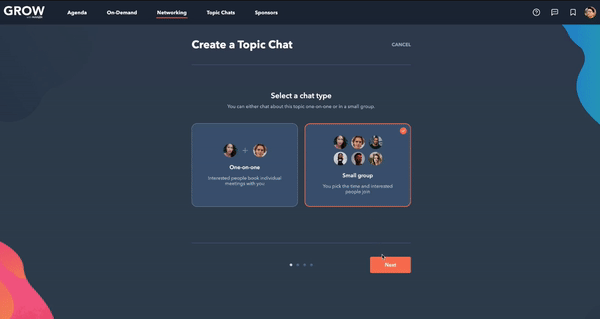 GROW
Agenda
On-Demand
Networking
Topic Chats
Sponsors
Create a Topic Chat
CANCEL
Select a chat type
You can either chat about this topic one-on-one or in a small group.
One-on-one
Interested people book individual
meetings with you
Small group
You pick the time and interested
people join
Next